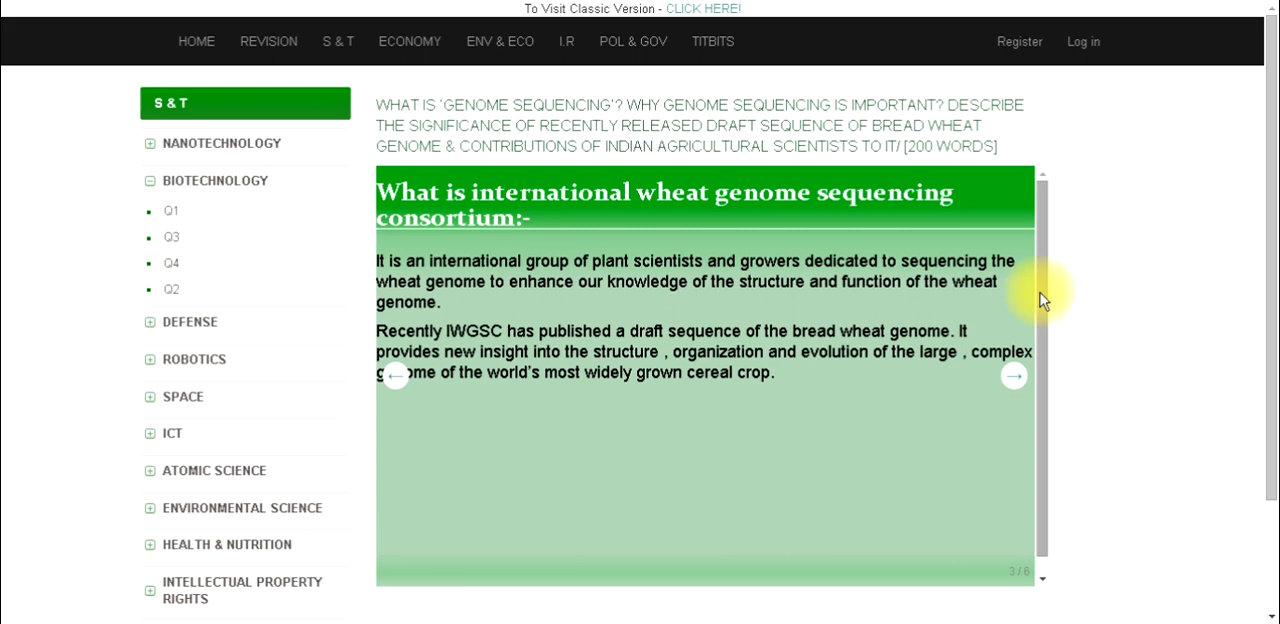 To Visit Classic Version - CLICK HERE!
HOME REVISION S & T ECONOMY ENV & ECO I.R POL & GOV TITBITS Register Log in
S & T
NANOTECHNOLOGY
BIOTECHNOLOGY
Q1
Q3
Q4
Q2
DEFENSE
ROBOTICS
SPACE
ICT
ATOMIC SCIENCE
ENVIRONMENTAL SCIENCE
HEALTH & NUTRITION
INTELLECTUAL PROPERTY
RIGHTS
WHAT IS 'GENOME SEQUENCING'? WHY GENOME SEQUENCING IS IMPORTANT? DESCRIBE
THE SIGNIFICANCE OF RECENTLY RELEASED DRAFT SEQUENCE OF BREAD WHEAT
GENOME & CONTRIBUTIONS OF INDIAN AGRICULTURAL SCIENTISTS TO IT/ [200 WORDS]
What is international wheat genome sequencing
consortium:-
It is an international group of plant scientists and growers dedicated to sequencing the
wheat genome to enhance our knowledge of the structure and function of the wheat
genome.
Recently IWGSC has published a draft sequence of the bread wheat genome. It
provides new insight into the structure , organization and evolution of the large , complex
of the world's most widely grown cereal crop.
3 / 6